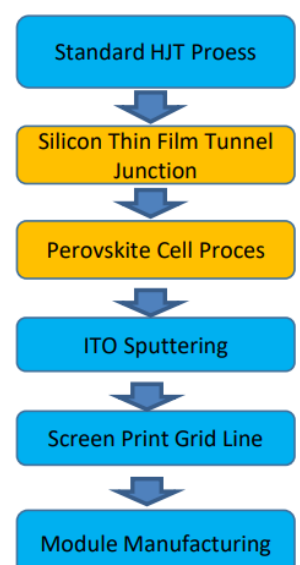 Standard HJT Proess
Silicon Thin Film Tunnel
Junction
Perovskite Cell Proces
ITO Sputtering
Screen Print Grid Line
Module Manufacturing